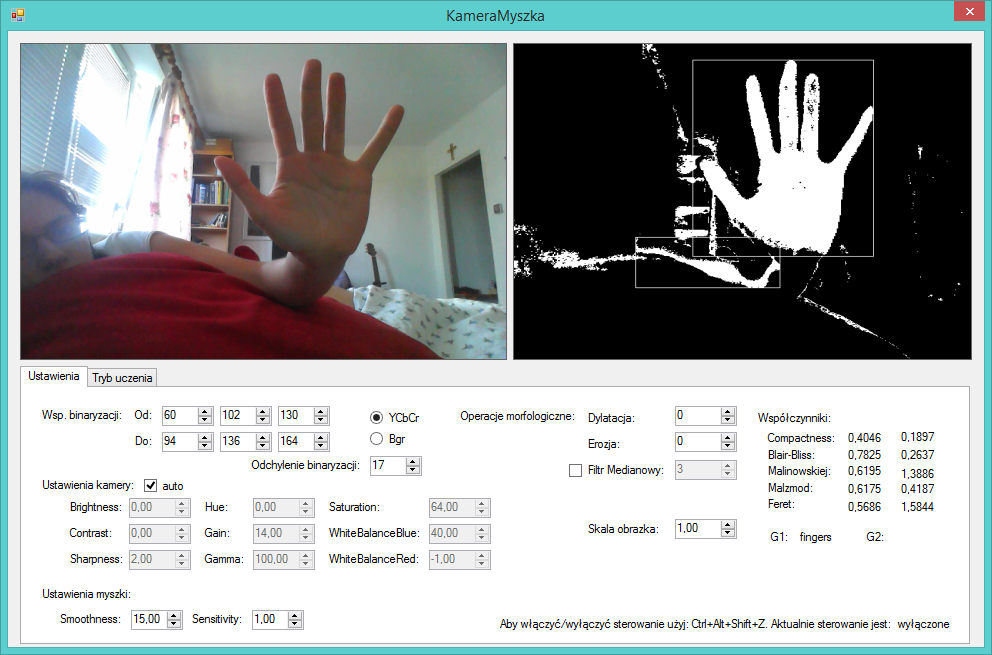 KameraMyszka
Ustawienia Tryb uczenia
Wsp. binaryzacji: Od: 60 102 130 YCbCr Operacje morfologiczne: Dylatacja: 0 Współczynniki:
Do: 94 136 164 Bgr Erozja: 0 Compactness: 0,4046 0,1897
Blair-Bliss: 0,7825 0,2637
Odchylenie binaryzacji: 17 Filtr Medianowy: 3 Malinowskiej: 0,6195 1,3886
Ustawienia kamery: auto Malzmod: 0,6175 0,4187
Brightness: 0,00 Hue: 0,00 Saturation: 64,00 Feret: 0,5686 1,5844
Contrast: 0,00 Gain: 14,00 WhiteBalanceBlue: 40,00 Skala obrazka: 1,00 G1: fingers G2:
Sharpness: 2,00 Gamma: 100,00 WhiteBalanceRed: -1,00
Ustawienia myszki:
Smoothness: 15,00 Sensitivity: 1,00 Aby włączyć/wyłączyć sterowanie użyj: Ctrl+Alt+Shift+Z. Aktualnie sterowanie jest: wyłączone